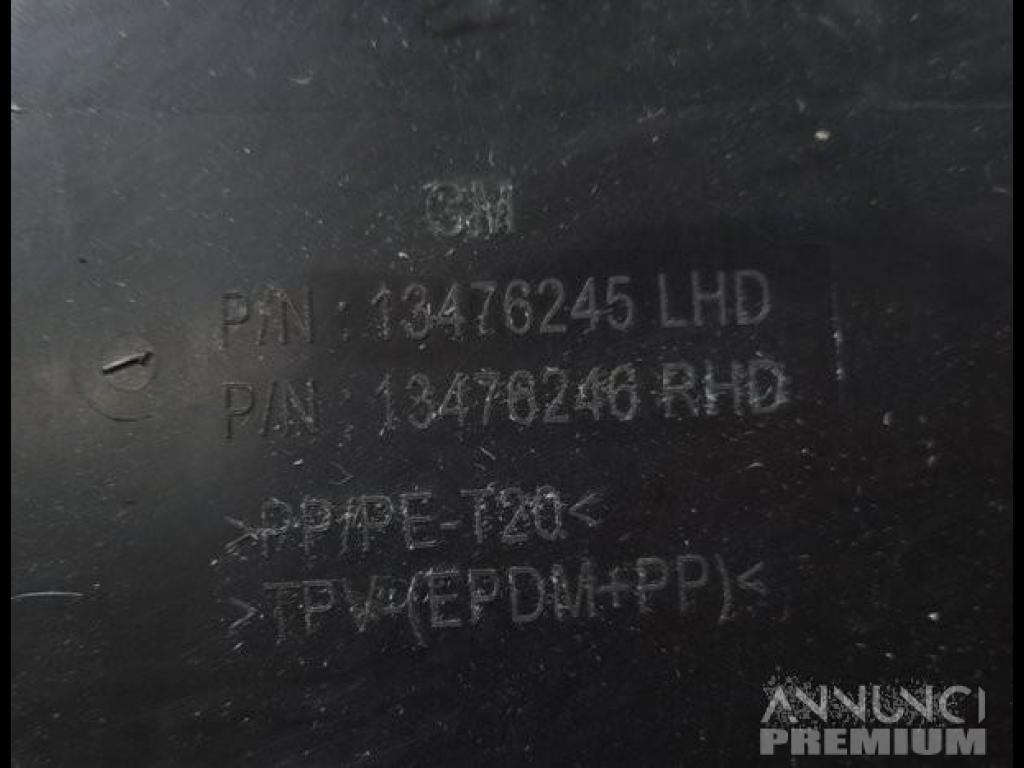 GM
P/N : 13476245 LHD
P/N : 13476246 RHD
>PP/PE-T20<
>TPV-(EPDM+PP)<
ANNUNCI
PREMIUM